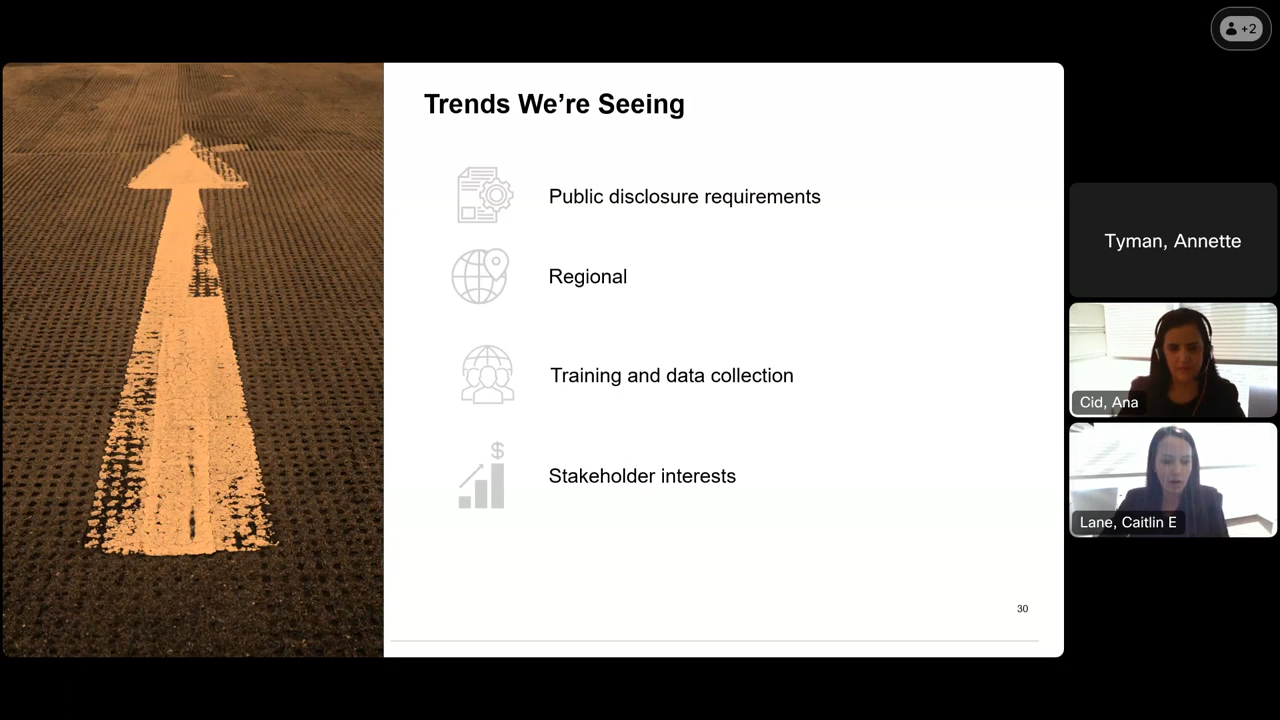 +2
Trends We're Seeing
Public disclosure requirements
Regional
Training and data collection
$
Stakeholder interests
30
Tyman, Annette
Cid, Ana
Lane, Caitlin E